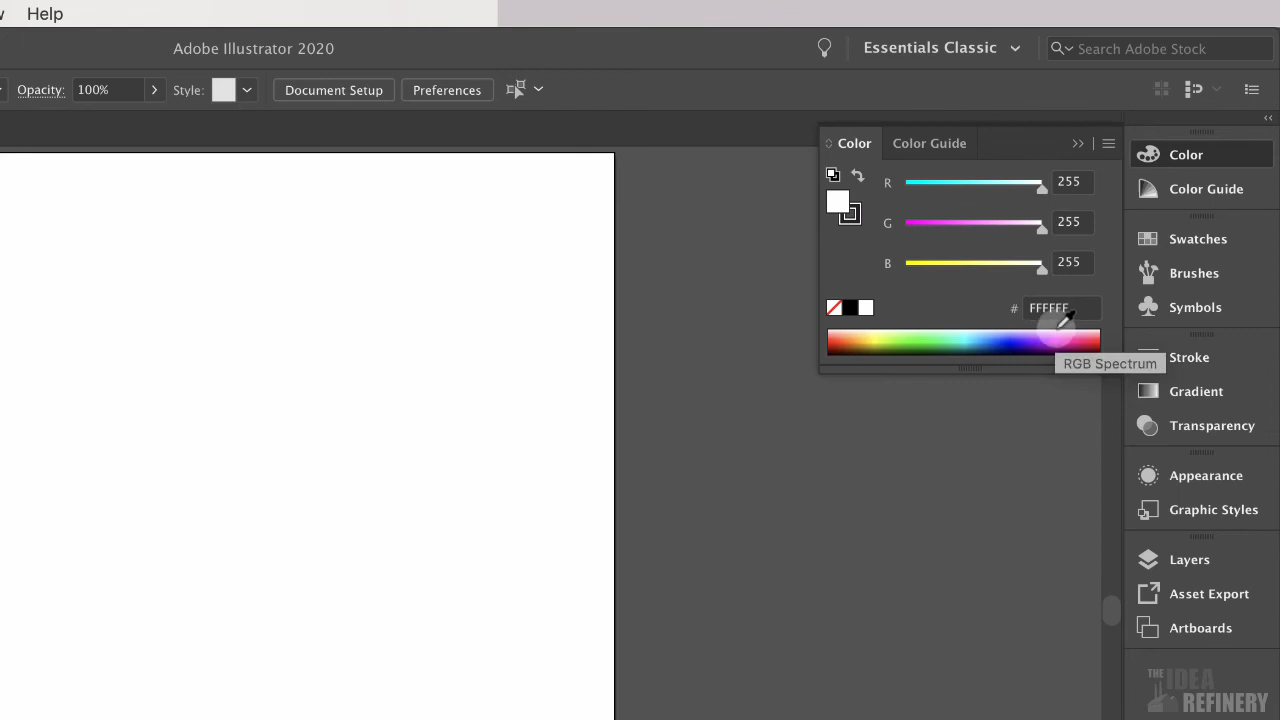 Help
Adobe Illustrator 2020
Essentials Classic
Search Adobe Stock
Opacity: 100% Style: Document Setup Preferences
Color Color Guide
R 255
G 255
B 255
# FFFFFF
RGB Spectrum
Color
Color Guide
Swatches
Brushes
Symbols
Stroke
Gradient
Transparency
Appearance
Graphic Styles
Layers
Asset Export
Artboards
THE IDEA
REFINERY